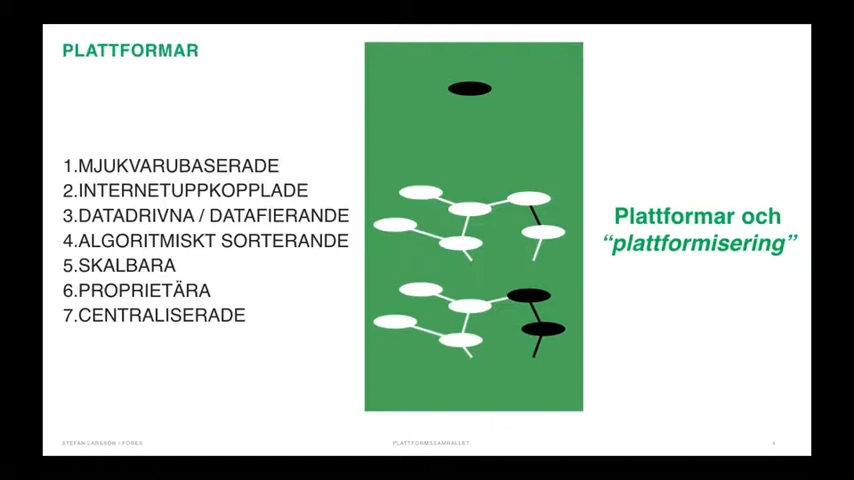 PLATTFORMAR
1.MJUKVARUBASERADE
2.INTERNETUPPKOPPLADE
3.DATADRIVNA / DATAFIERANDE
4.ALGORITMISKT SORTERANDE
5.SKALBARA
6.PROPRIETÄRA
7.CENTRALISERADE
Plattformar och
“plattformisering”
STEFAN LARSSON / FORES
PLATTFORMSSAMHÄLLET